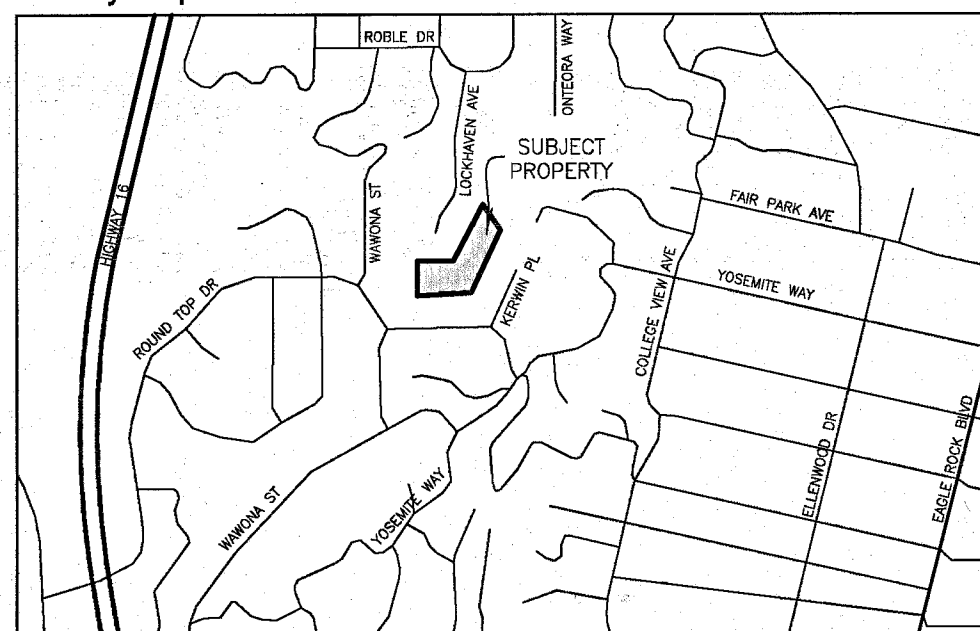 ROBLE DR
ONTEORA WAY
LOCKHAVEN AVE
SUBJECT
PROPERTY
HIGHWAY 16
WAWONA ST
FAIR PARK AVE
KERWIN PL
COLLEGE VIEW AVE
YOSEMITE WAY
ROUND TOP DR
ELLENWOOD DR
EAGLE ROCK BLVD
WAWONA ST
YOSEMITE WAY